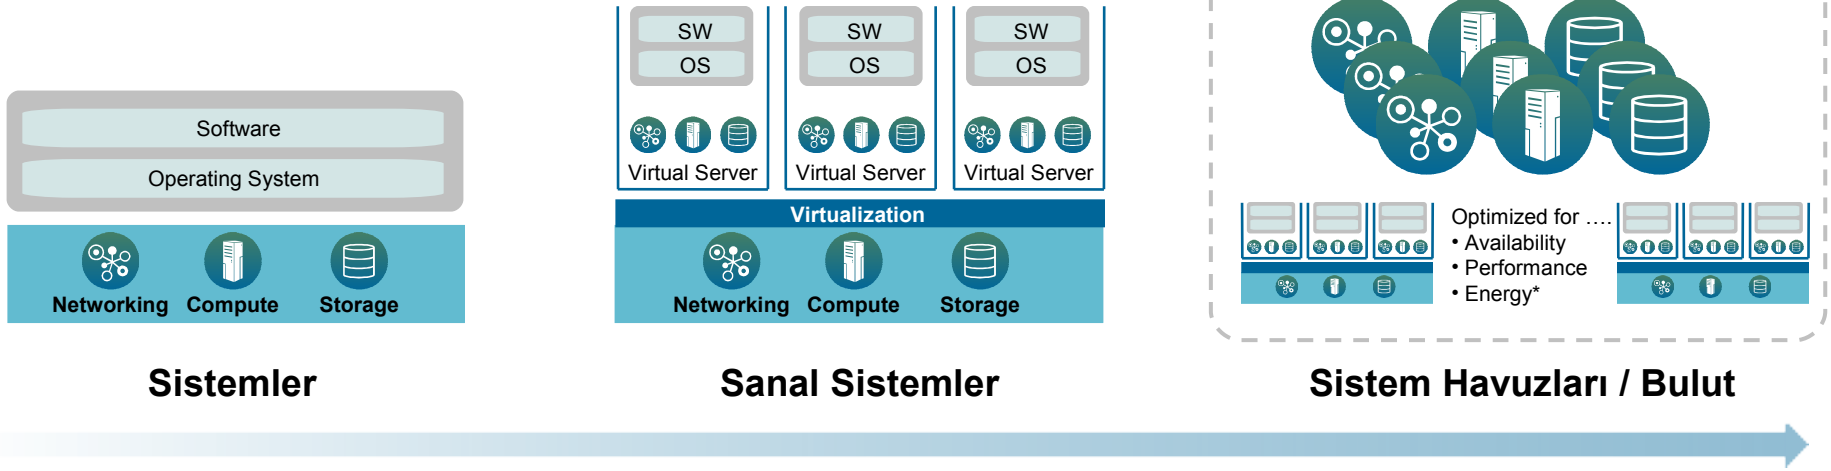 Software
Operating System
Networking Compute Storage
Sistemler
SW SW SW
OS OS OS
Virtual Server Virtual Server Virtual Server
Virtualization
Networking Compute Storage
Sanal Sistemler
Optimized for ....
• Availability
• Performance
• Energy*
Sistem Havuzları / Bulut